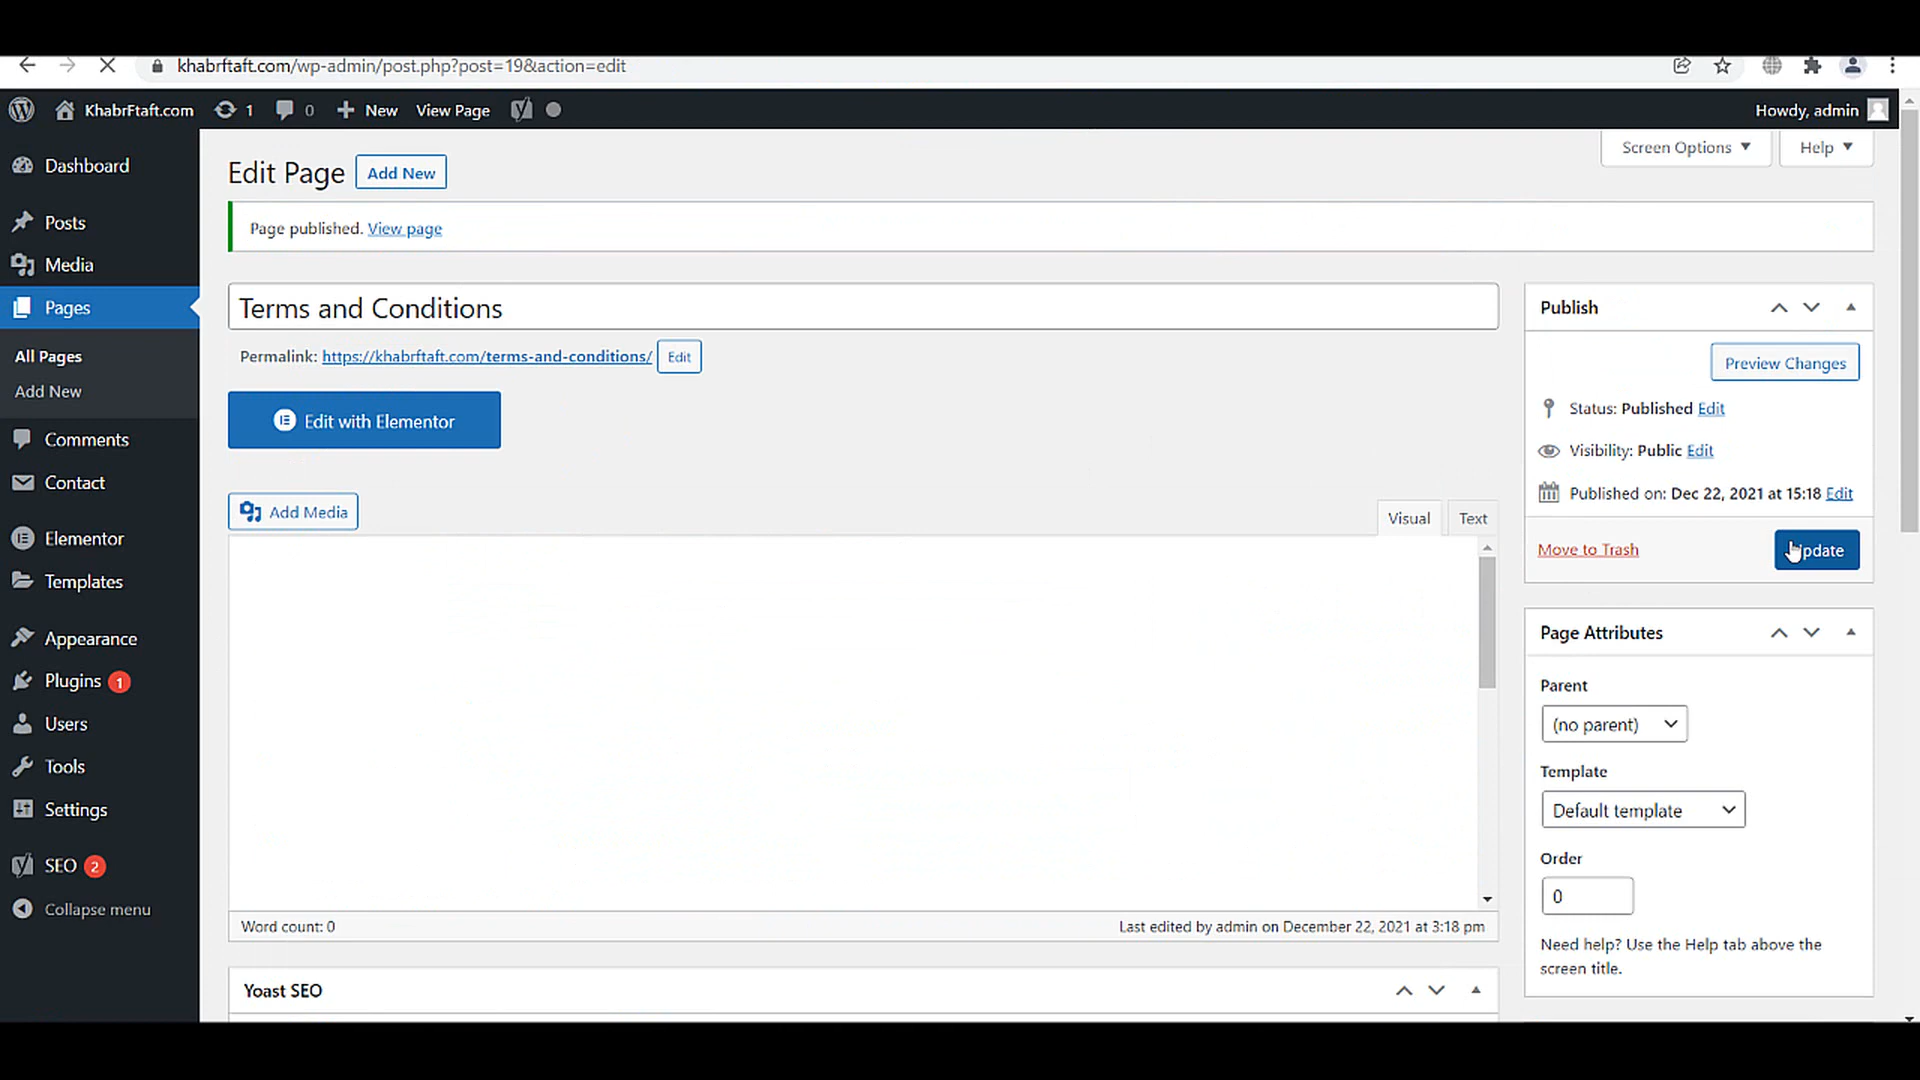 khabrftaft.com/wp-admin/post.php?post=19&action=edit
KhabrFtaft.com 1 0 New View Page Howdy, admin
Screen Options Help
Dashboard
Posts
Media
Pages
All Pages
Add New
Comments
Contact
Elementor
Templates
Appearance
Plugins 1
Users
Tools
Settings
SEO 2
Collapse menu
Edit Page Add New
Page published. View page
Terms and Conditions
Permalink: https://khabrftaft.com/terms-and-conditions/ Edit
Edit with Elementor
Add Media
Visual Text
Word count: 0 Last edited by admin on December 22, 2021 at 3:18 pm
Yoast SEO
Publish
Preview Changes
Status: Published Edit
Visibility: Public Edit
Published on: Dec 22, 2021 at 15:18 Edit
Move to Trash Update
Page Attributes
Parent
(no parent)
Template
Default template
Order
0
Need help? Use the Help tab above the
screen title.